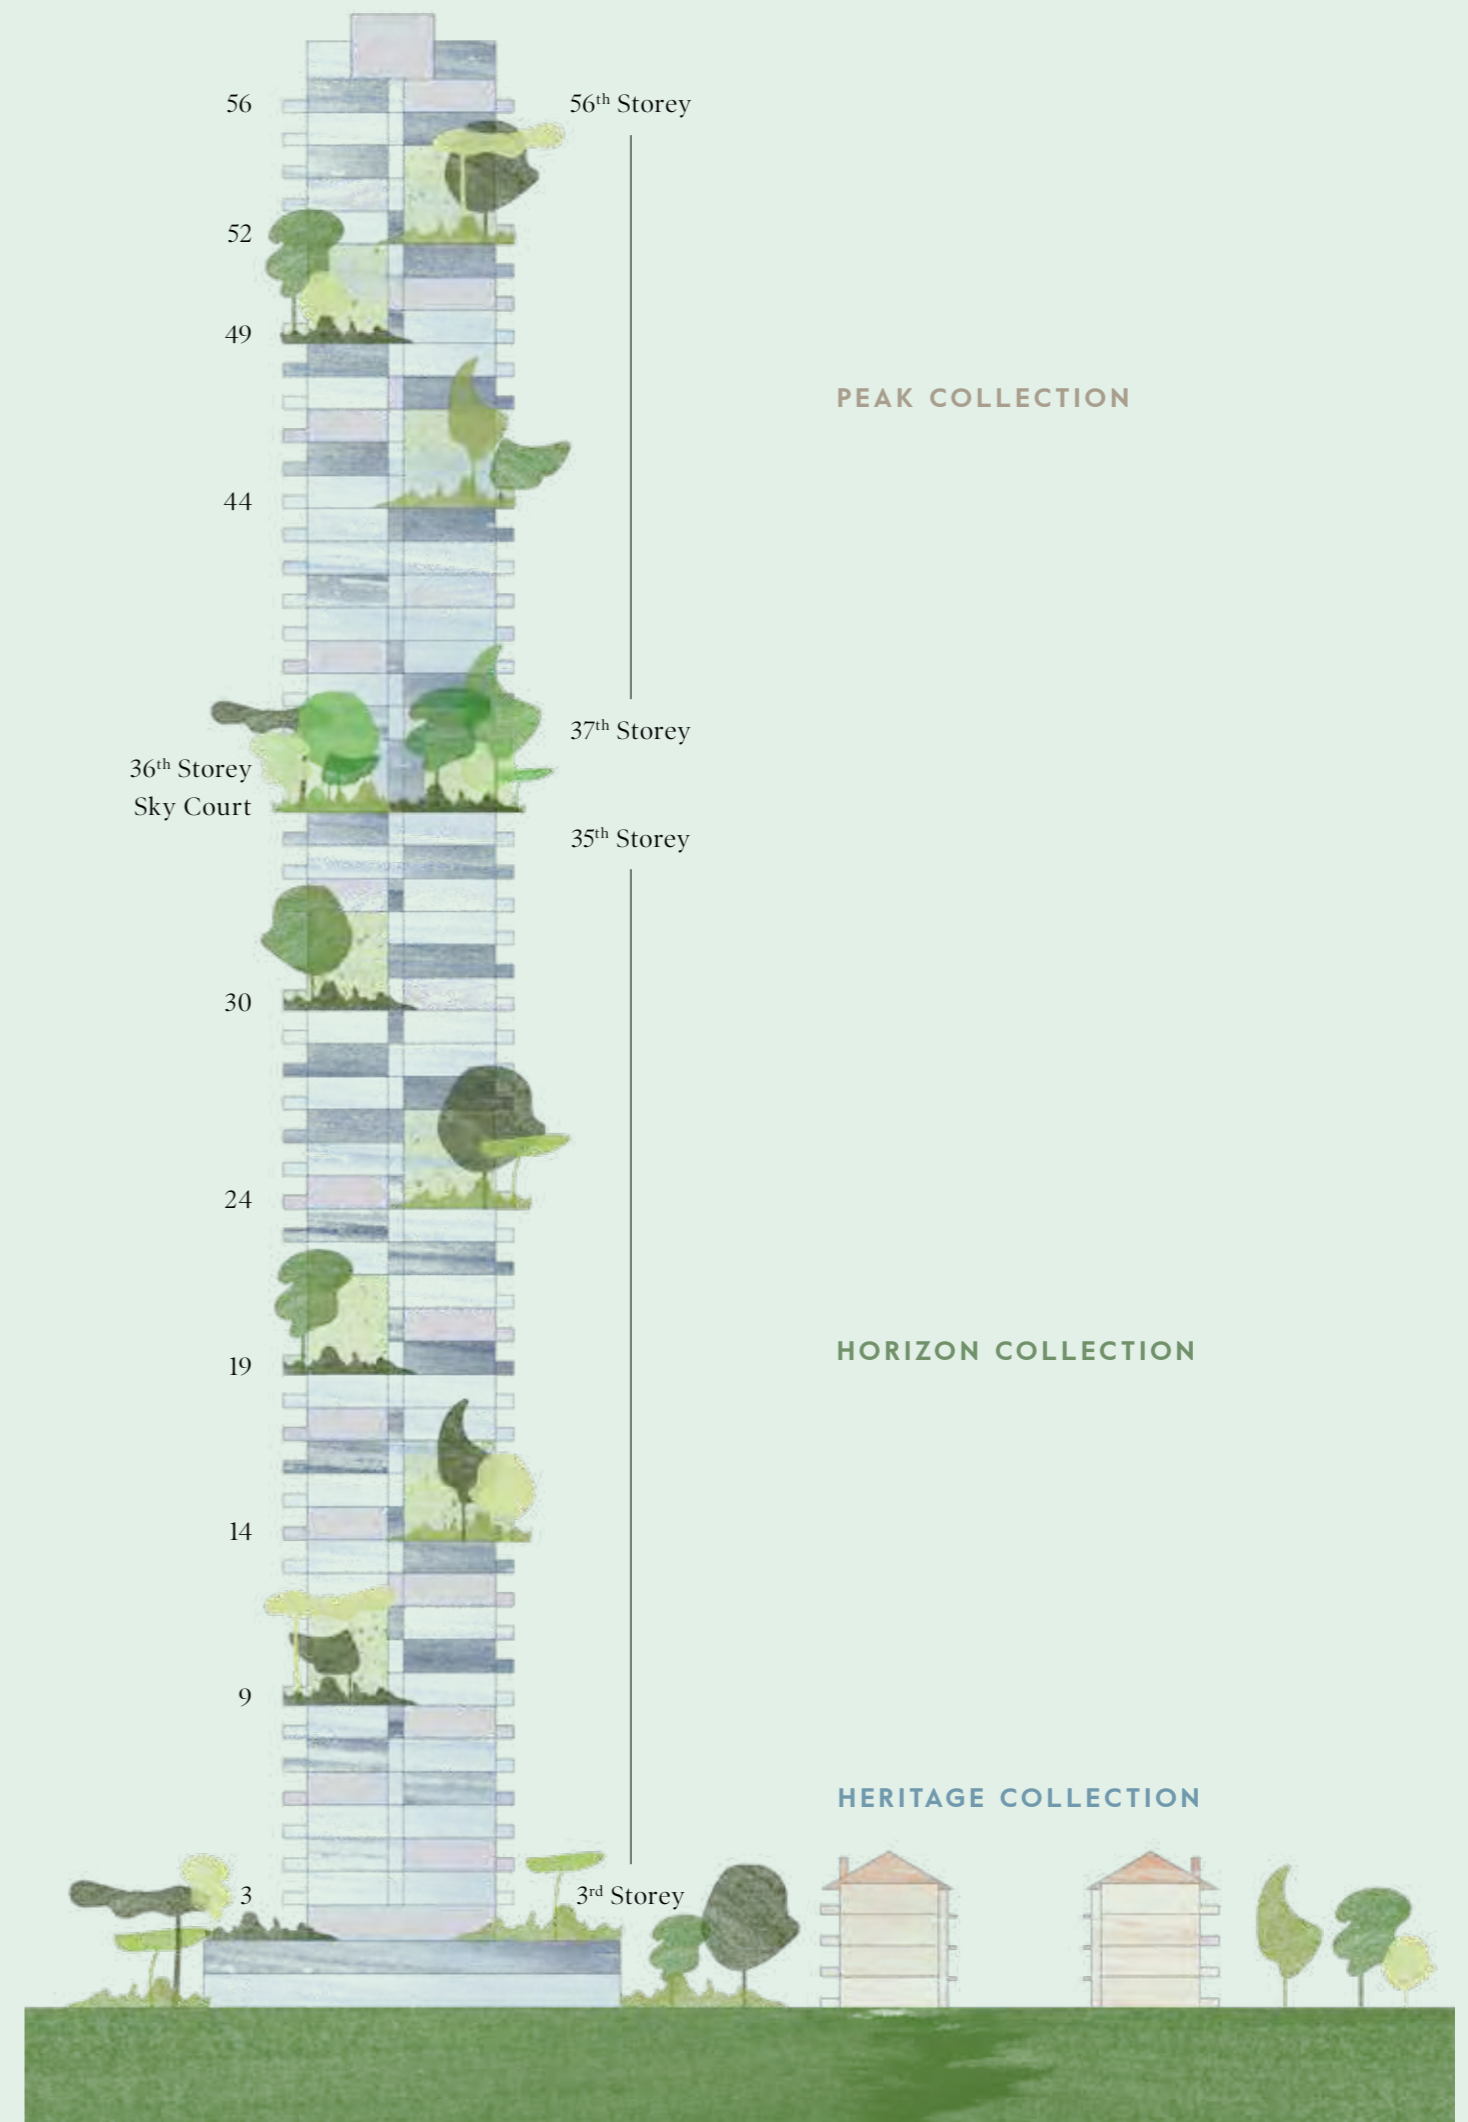 56
56th Storey
52
49
PEAK COLLECTION
44
37th Storey
36th Storey
Sky Court
35th Storey
30
24
HORIZON COLLECTION
19
14
9
HERITAGE COLLECTION
3
3rd Storey